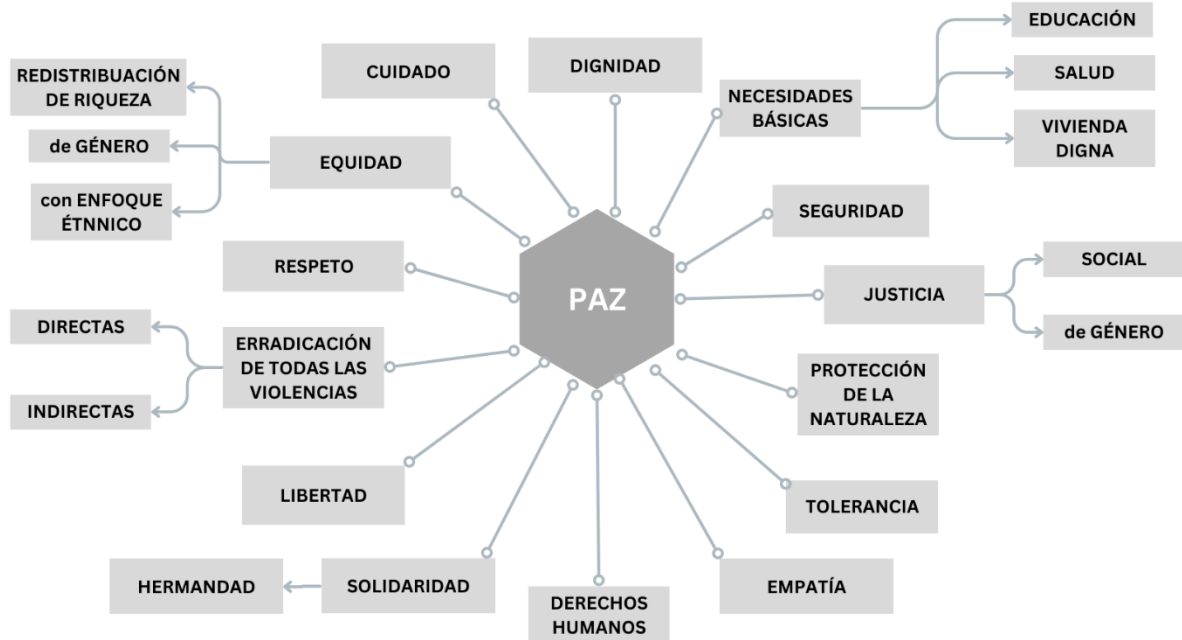 EDUCACIÓN
CUIDADO
DIGNIDAD
REDISTRIBUACIÓN
DE RIQUEZA
SALUD
NECESIDADES
BÁSICAS
de GÉNERO
VIVIENDA
DIGNA
EQUIDAD
con ENFOQUE
ÉTNNICO
SEGURIDAD
RESPETO
SOCIAL
PAZ
JUSTICIA
DIRECTAS
de GÉNERO
ERRADICACIÓN
DE TODAS LAS
VIOLENCIAS
PROTECCIÓN
DE LA
NATURALEZA
INDIRECTAS
LIBERTAD
TOLERANCIA
HERMANDAD
SOLIDARIDAD
EMPATÍA
DERECHOS
HUMANOS